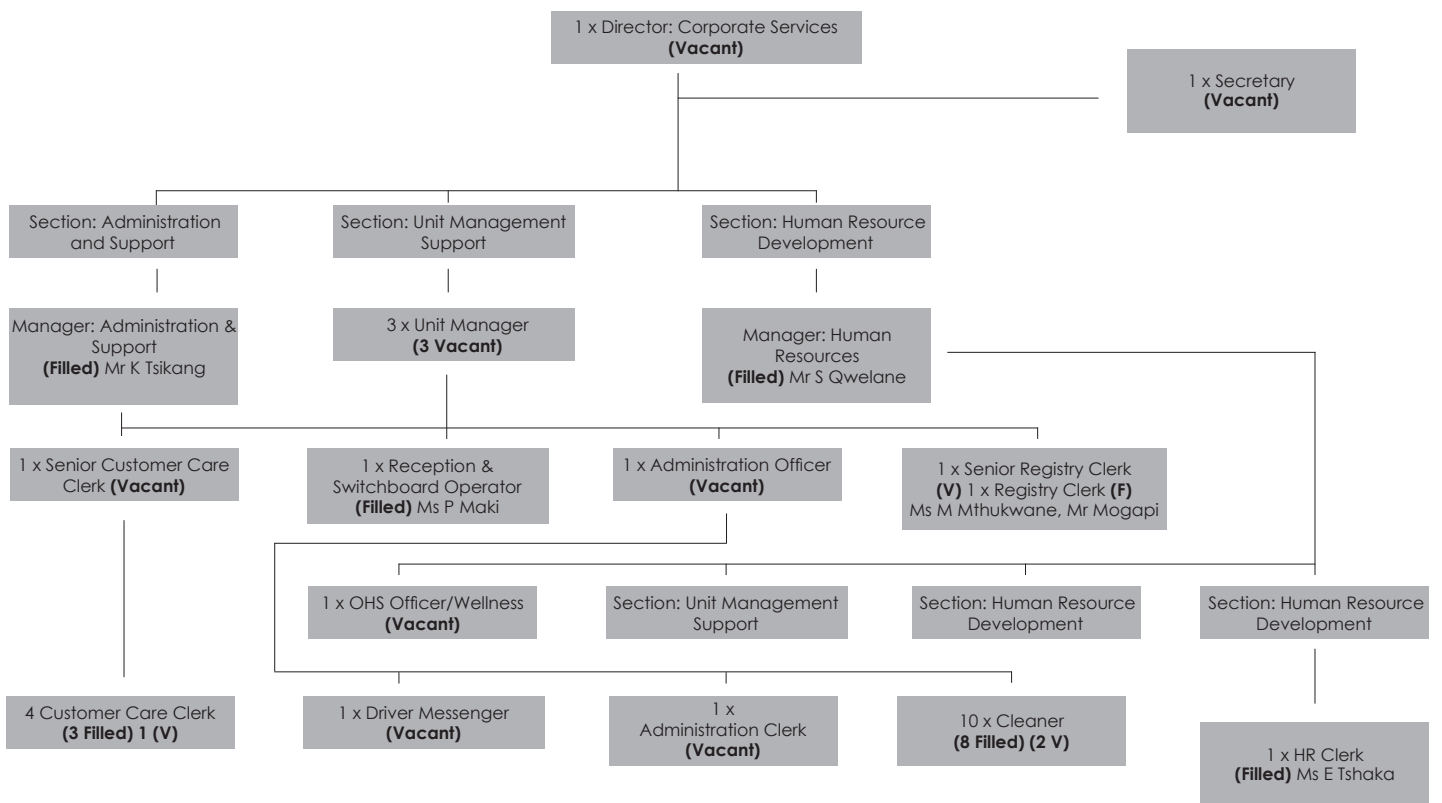 1 x Director: Corporate Services
(Vacant)
1 x Secretary
(Vacant)
Section: Administration
and Support
Section: Unit Management
Support
Section: Human Resource
Development
Manager: Administration &
Support
(Filled) Mr K Tsikang
3 x Unit Manager
(3 Vacant)
Manager: Human
Resources
(Filled) Mr S Qwelane
1 x Senior Customer Care
Clerk (Vacant)
1 x Reception &
Switchboard Operator
(Filled) Ms P Maki
1 x Administration Officer
(Vacant)
1 x Senior Registry Clerk
(V) 1 x Registry Clerk (F)
Ms M Mthukwane, Mr Mogapi
1 x OHS Officer/Wellness
(Vacant)
Section: Unit Management
Support
Section: Human Resource
Development
Section: Human Resource
Development
4 Customer Care Clerk
(3 Filled) 1 (V)
1 x Driver Messenger
(Vacant)
1 x
Administration Clerk
(Vacant)
10 x Cleaner
(8 Filled) (2 V)
1 x HR Clerk
(Filled) Ms E Tshaka